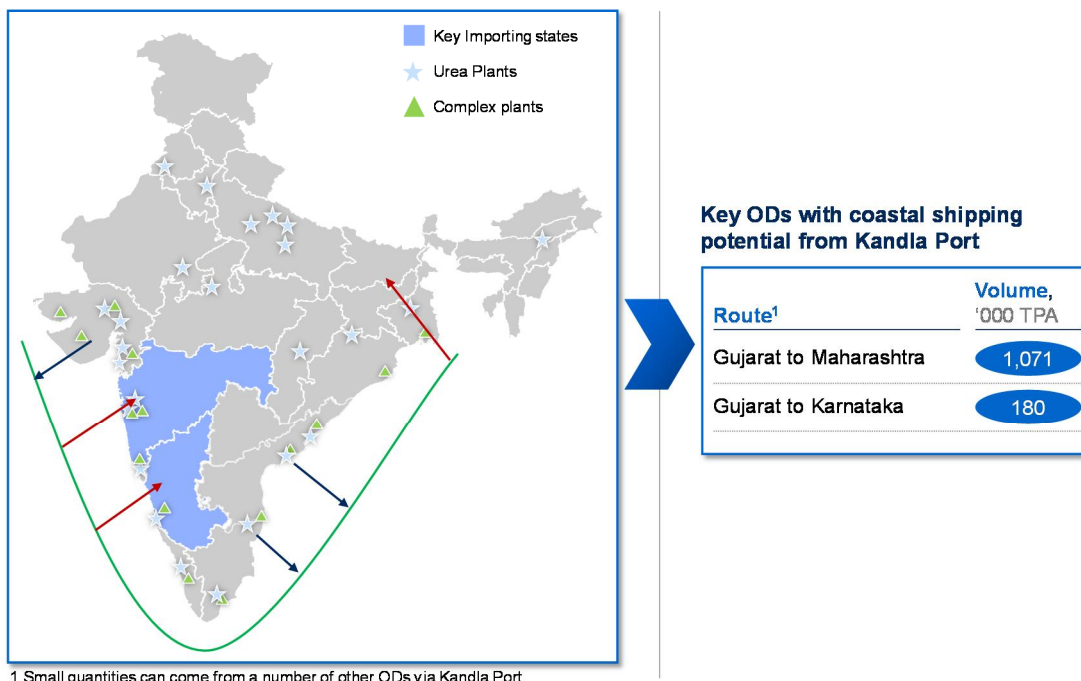 Key Importing states
Urea Plants
Complex plants
Key ODs with coastal shipping
potential from Kandla Port
Volume,
Route1
'000 TPA
Gujarat to Maharashtra
1,071
Gujarat to Karnataka
180
1 Small quantities can come from a number of other ODs via Kandla Port